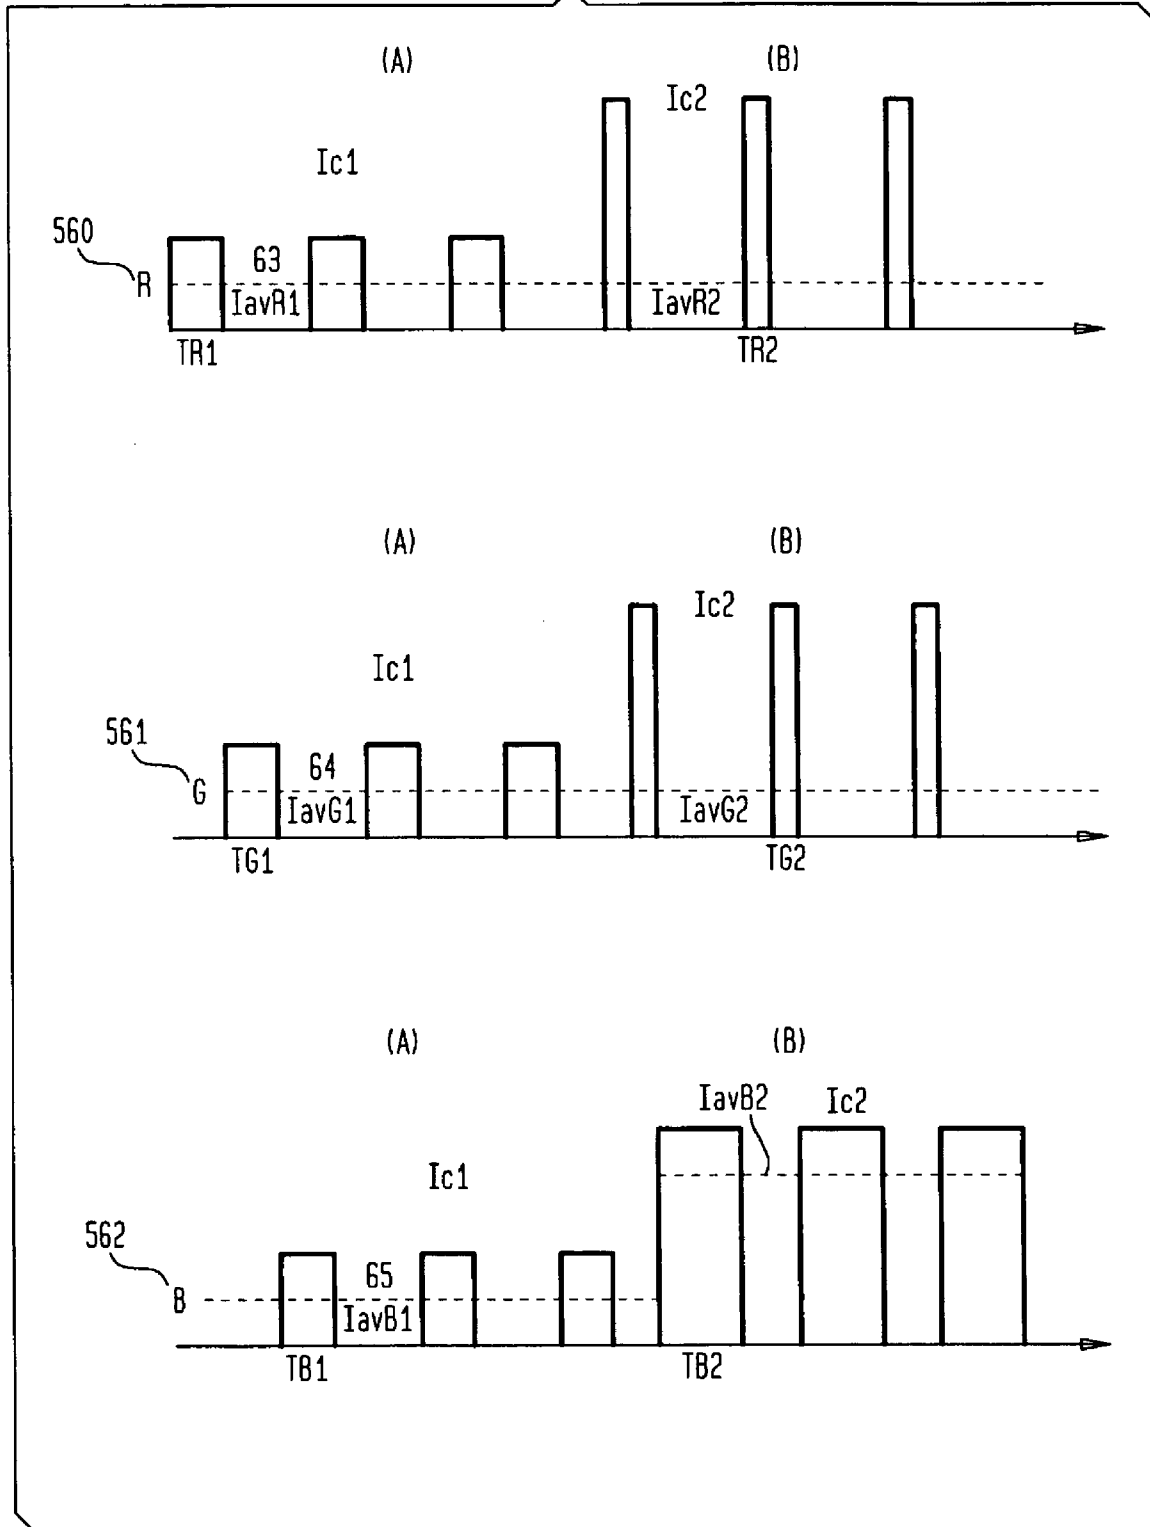 (A) (B)
Ic2
Ic1
560
63
R
IavR1 IavR2
TR1 TR2
(A) (B)
Ic2
Ic1
561
64
G
IavG1 IavG2
TG1 TG2
(A) (B)
IavB2 Ic2
Ic1
562
65
B
IavB1
TB1 TB2